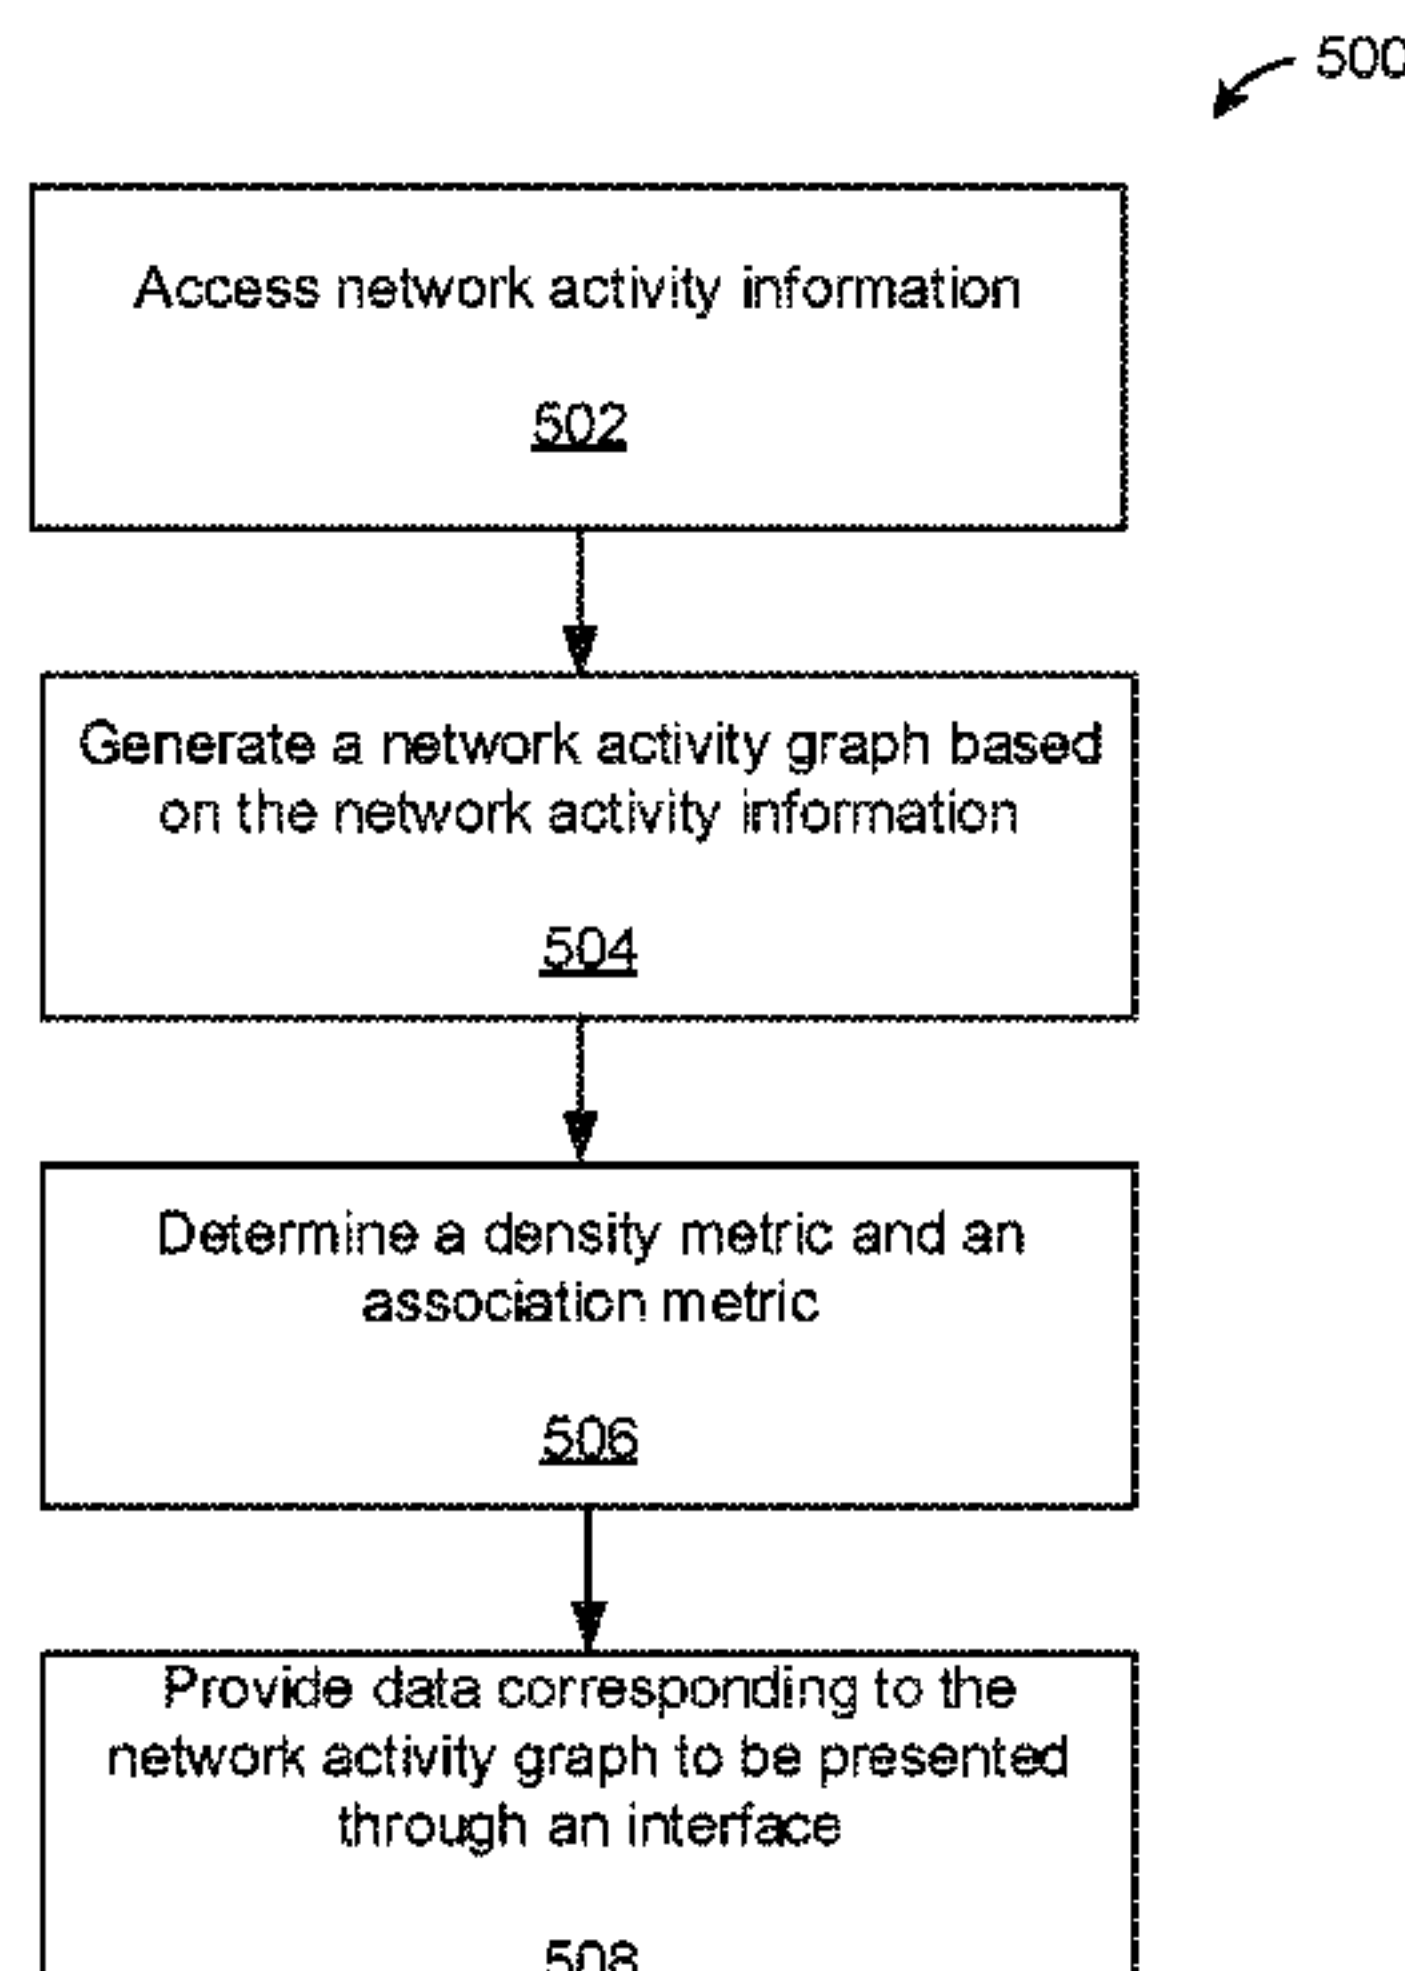 500
Access network activity information
502
Generate a network activity graph based
on the network activity information
504
Determine a density metric and an
association metric
506
Provide data corresponding to the
network activity graph to be presented
through an interface
508